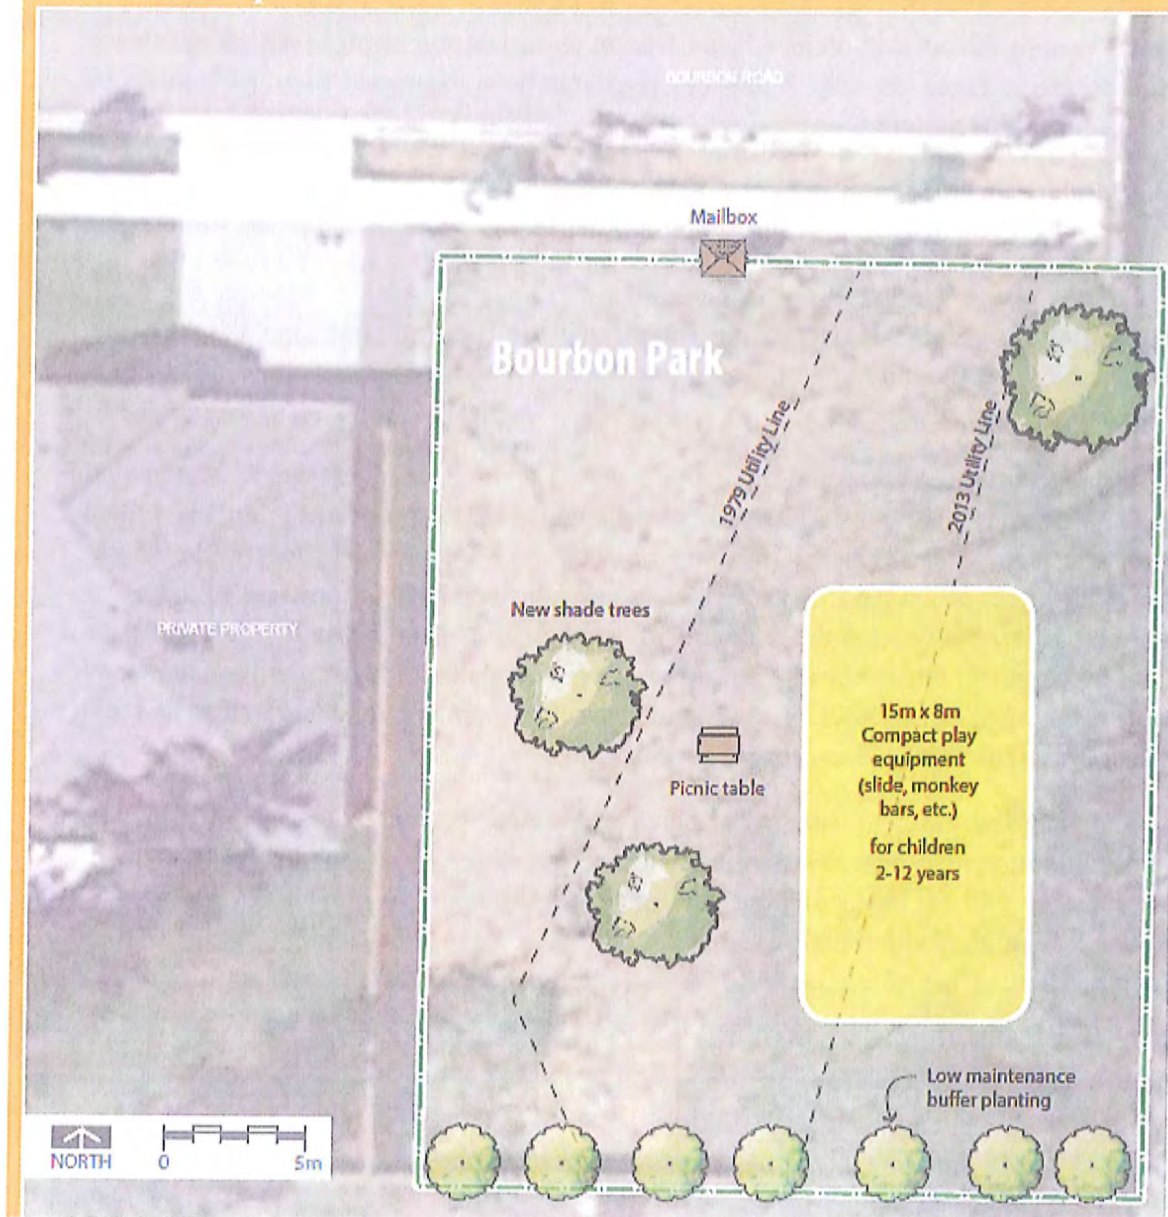 BOURBON ROAD
Mailbox
Bourbon Park
1979 Utility Line
2013 Utility Line
New shade trees
PRIVATE PROPERTY
15m x 8m
Compact play
equipment
(slide, monkey
bars, etc.)
for children
2-12 years
Picnic table
Low maintenance
buffer planting
NORTH
0
5m